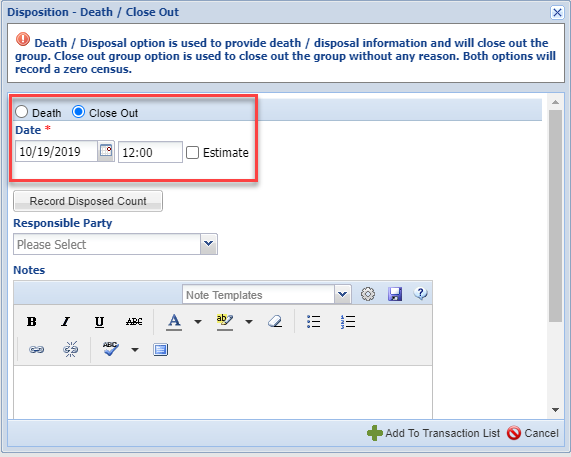 Disposition - Death / Close Out
Death / Disposal option is used to provide death / disposal information and will close out the
group. Close out group option is used to close out the group without any reason. Both options will
record a zero census.
Death Close Out
Date *
10/19/2019 12:00 Estimate
Record Disposed Count
Responsible Party
Please Select
Notes
Note Templates
B I U ABC A ab
ABC
Add To Transaction List Cancel